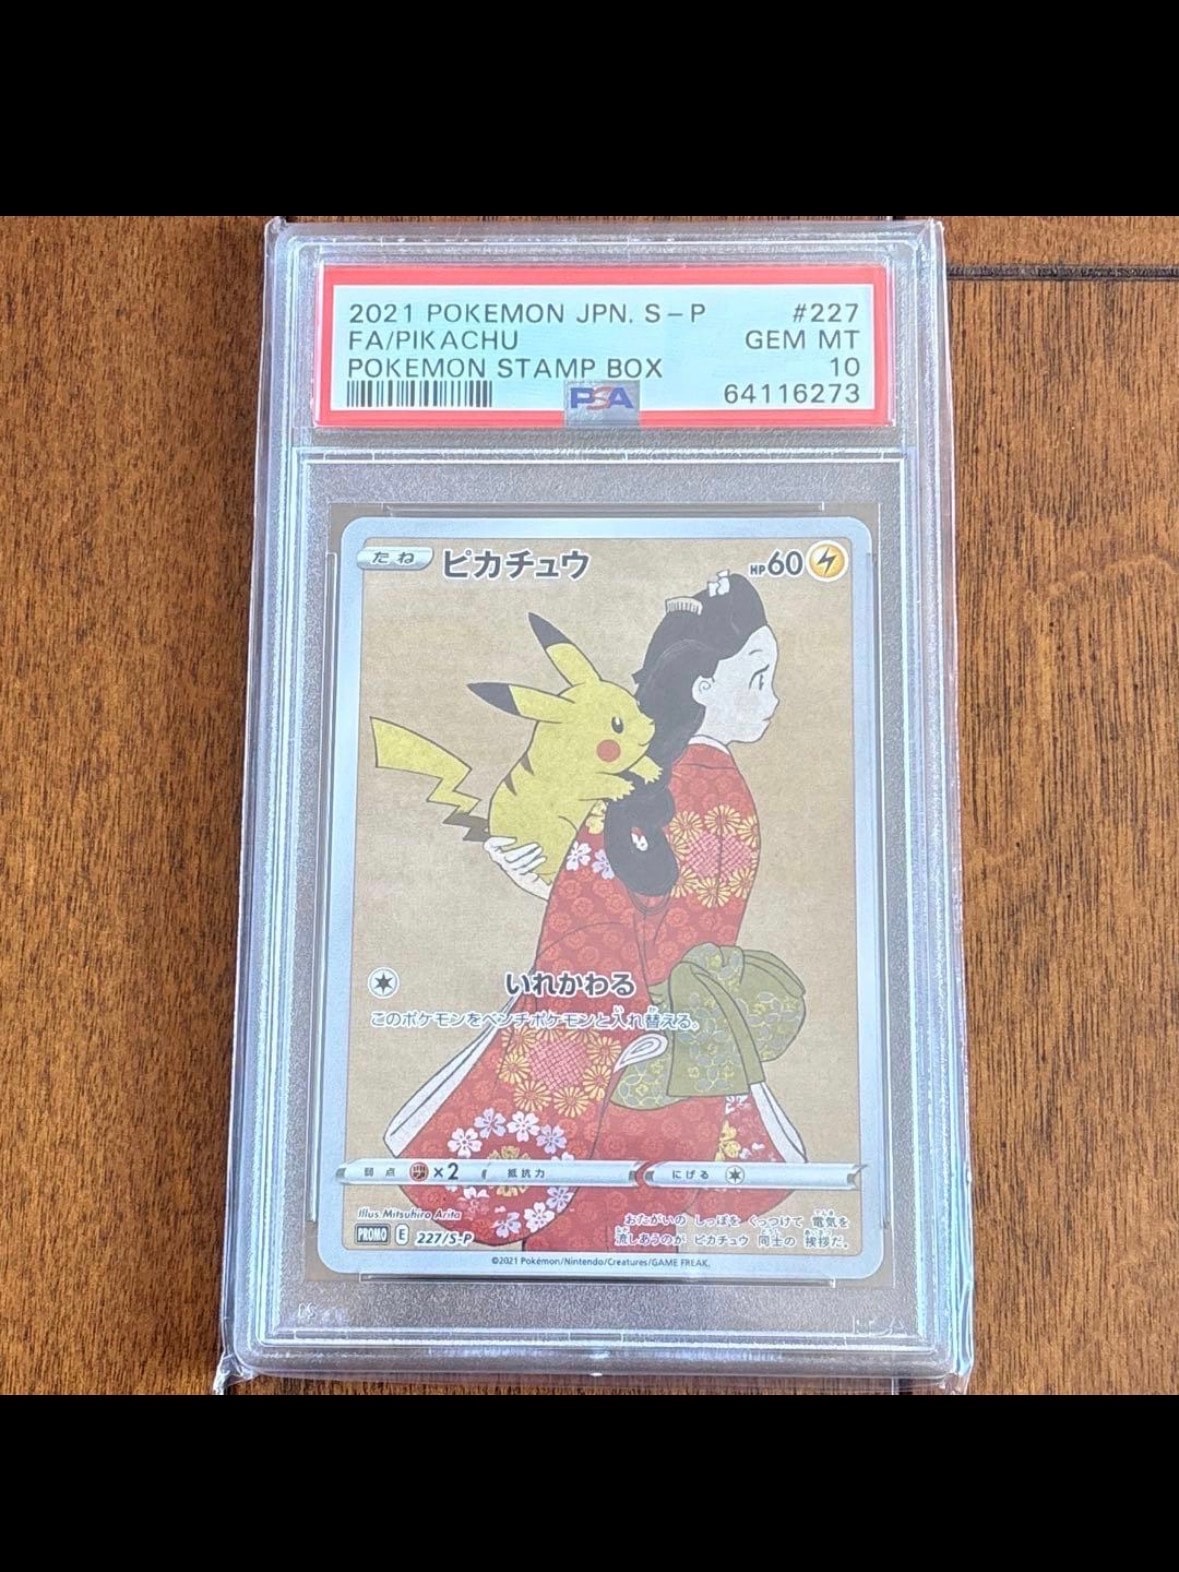 2021 POKEMON JPN. S-P #227
FA/PIKACHU GEM MT
POKEMON STAMP BOX 10
PSA 64116273
たね ピカチュウ HP60
いれかわる
このポケモンをベンチポケモンと入れ替える。
弱点 ×2 抵抗力 にげる
Illus. Mitsuhiro Arita
PROMO E 227/S-P
おたがいの しっぽを くっつけて 電気を
流しあうのが ピカチュウ 同士の 挨拶だ。
©2021 Pokémon/Nintendo/Creatures/GAME FREAK.